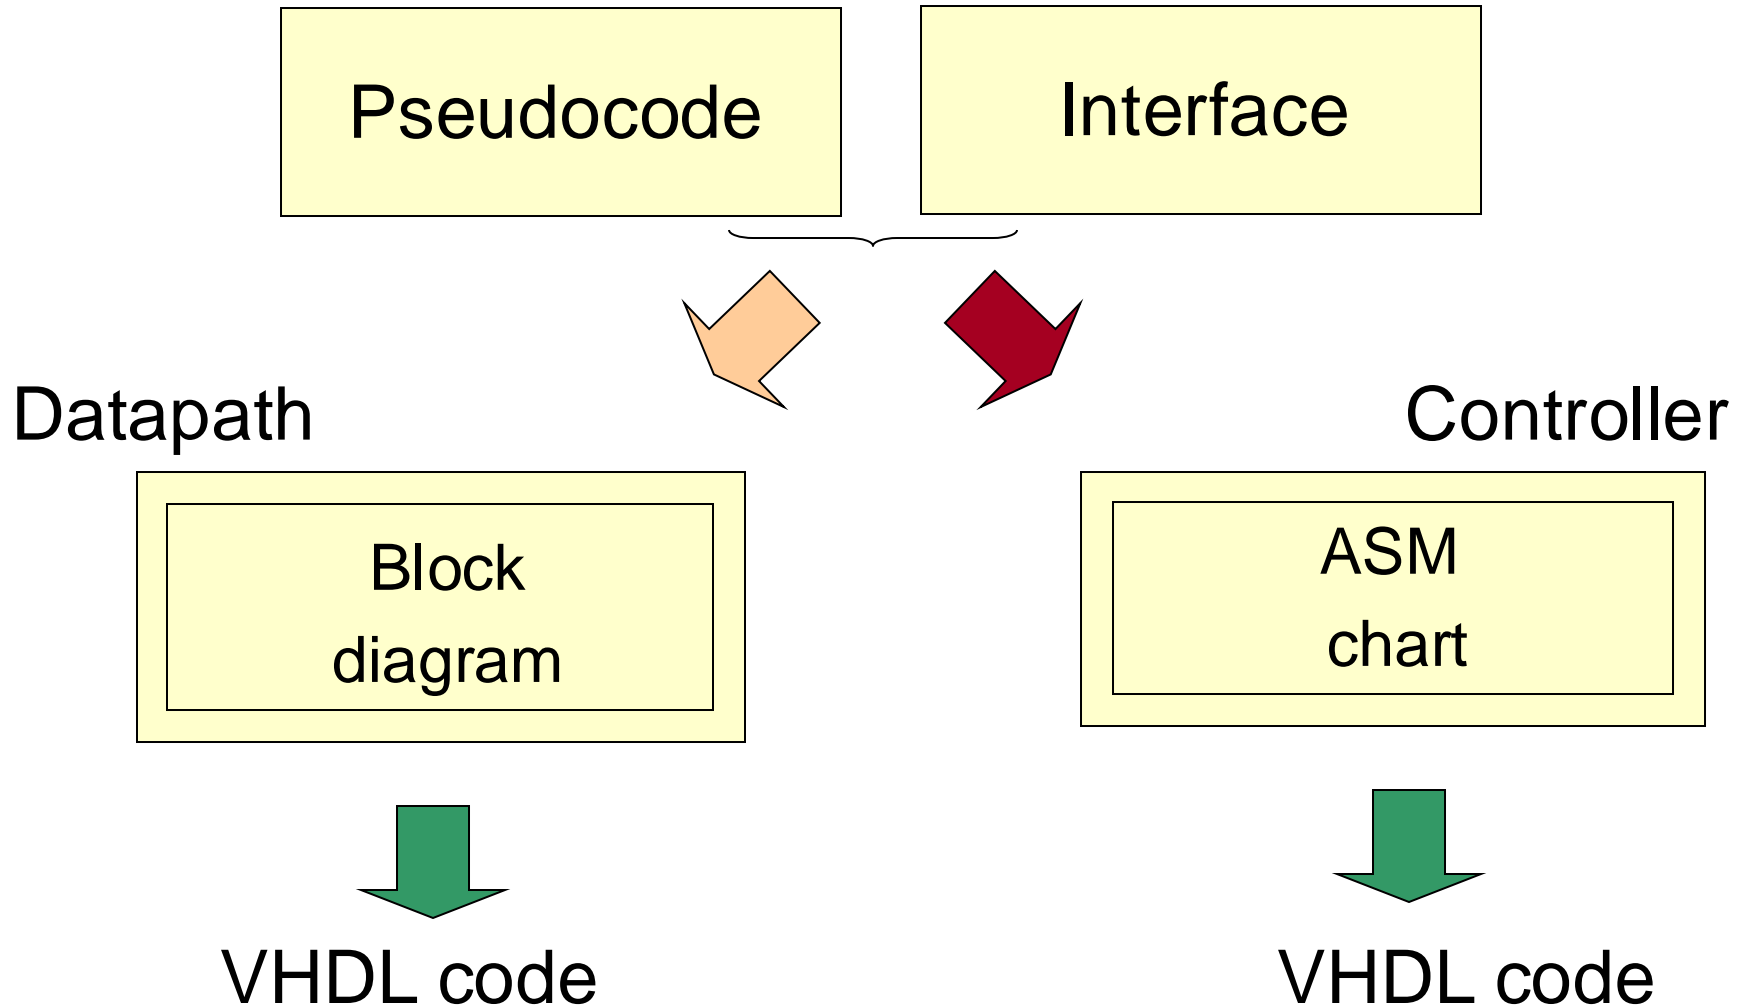 Pseudocode
Interface
Datapath
Controller
Block
diagram
ASM
chart
VHDL code
VHDL code